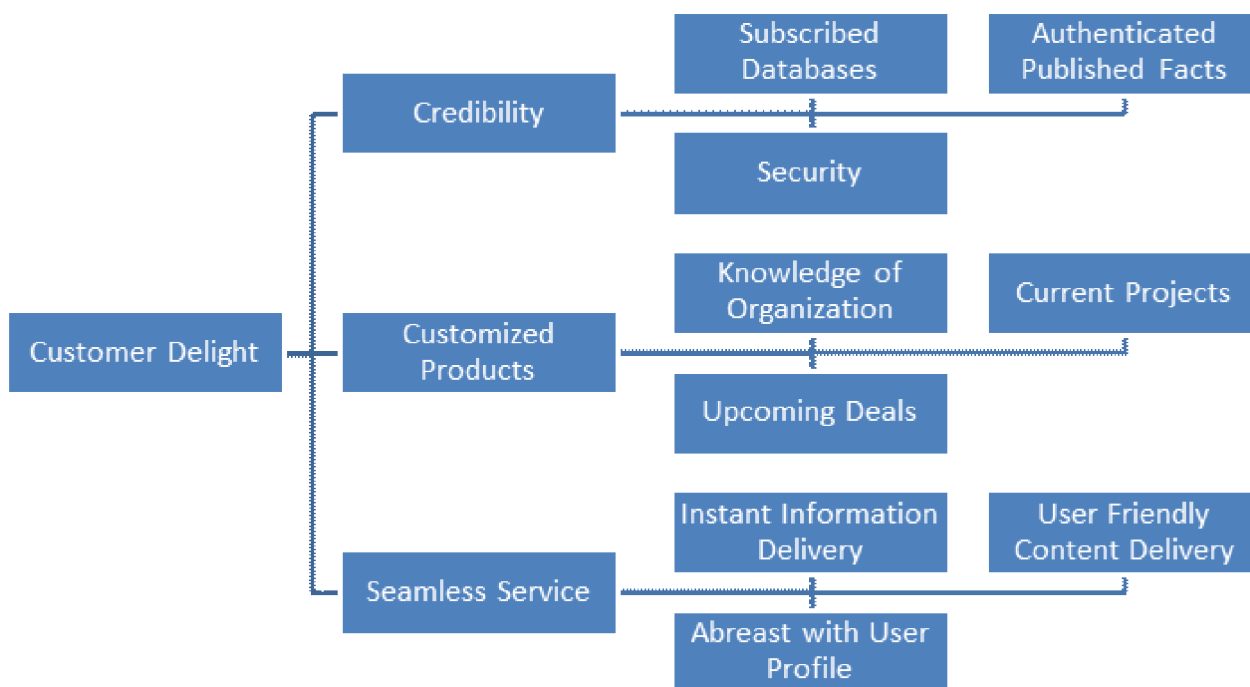 Customer Delight
Credibility
Subscribed
Databases
Authenticated
Published Facts
Security
Customized
Products
Knowledge of
Organization
Current Projects
Upcoming Deals
Seamless Service
Instant Information
Delivery
User Friendly
Content Delivery
Abreast with User
Profile